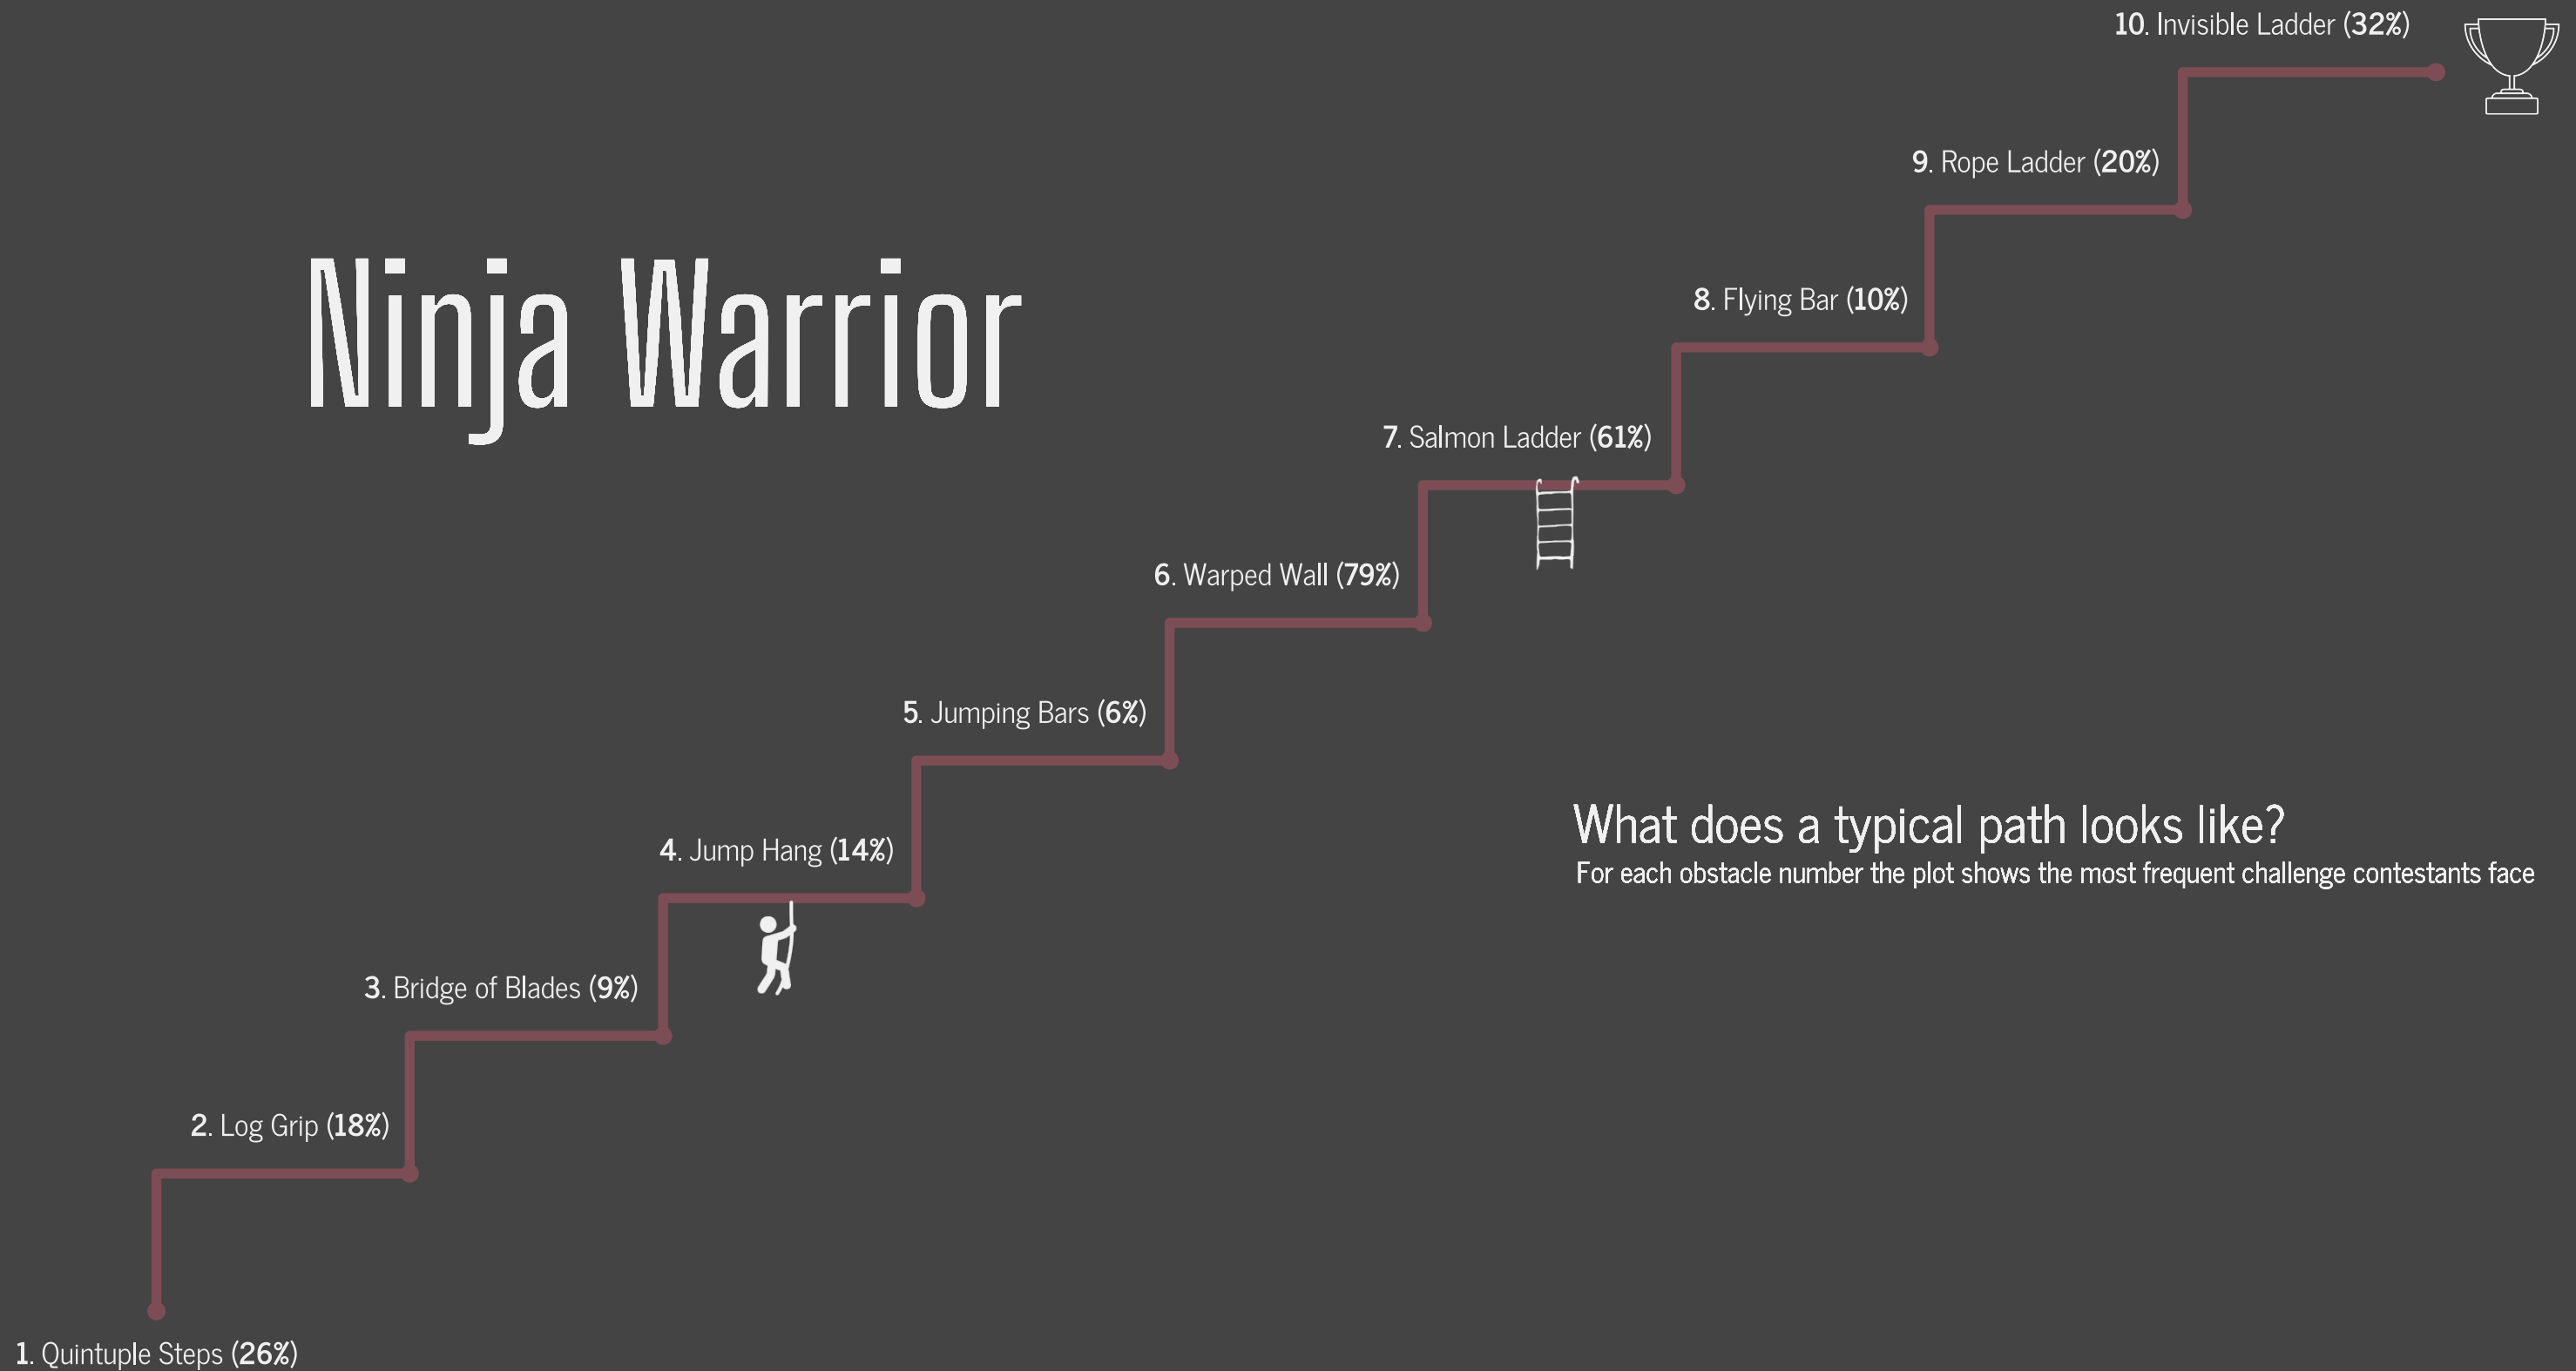 10. Invisible Ladder (32%)
9. Rope Ladder (20%)
Ninja Warrior
8. Flying Bar (10%)
7. Salmon Ladder (61%)
6. Warped Wall (79%)
5. Jumping Bars (6%)
What does a typical path looks like?
For each obstacle number the plot shows the most frequent challenge contestants face
4. Jump Hang (14%)
3. Bridge of Blades (9%)
2. Log Grip (18%)
1. Quintuple Steps (26%)